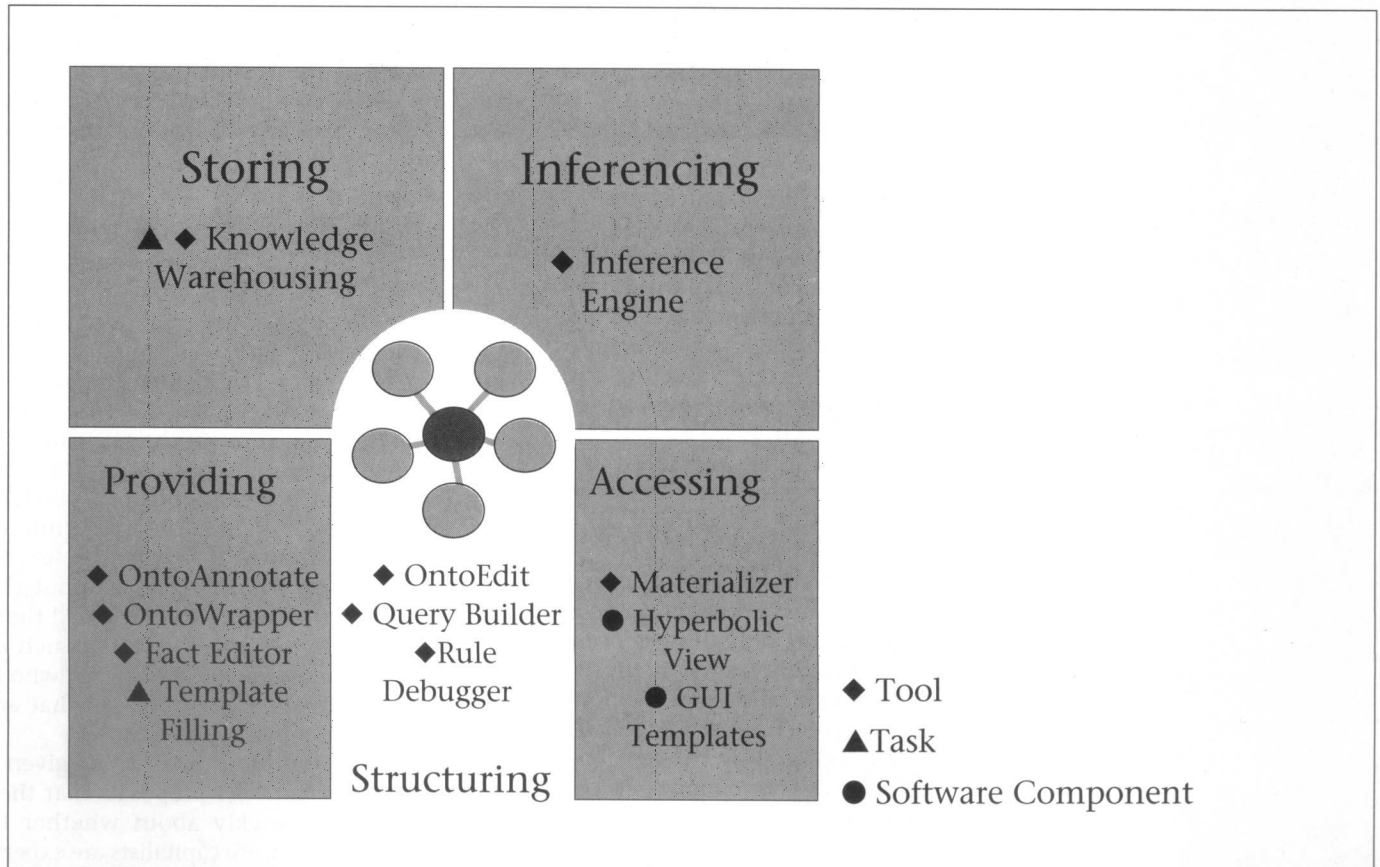 Storing
▲ ◆ Knowledge
Warehousing
Inferencing
◆ Inference
Engine
Providing
◆ OntoAnnotate
◆ OntoWrapper
◆ Fact Editor
▲ Template
Filling
◆ OntoEdit
◆ Query Builder
◆Rule
Debugger
Structuring
Accessing
◆ Materializer
● Hyperbolic
View
● GUI
Templates
◆ Tool
▲Task
● Software Component